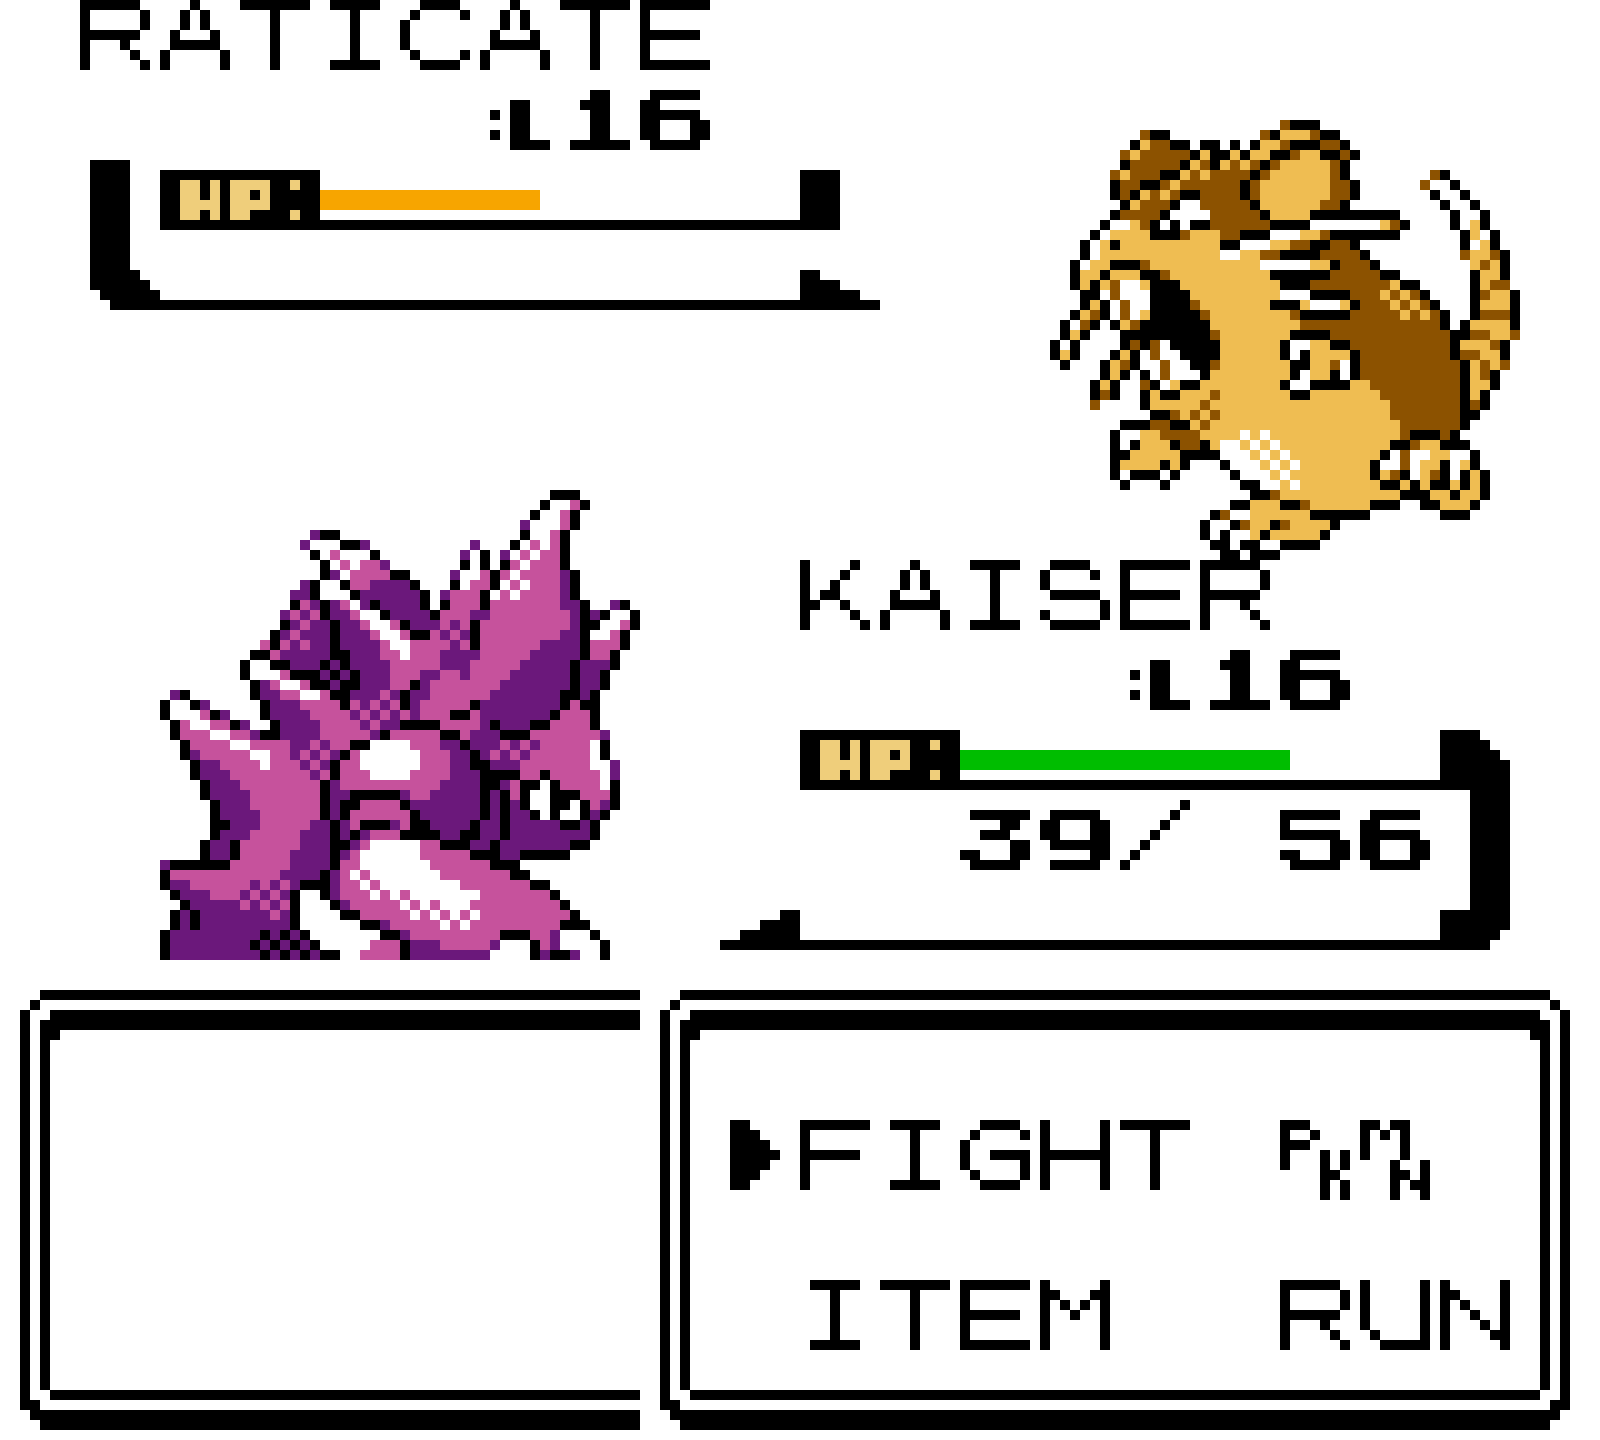 RATICATE
:L16
HP:
KAISER
:L16
HP:
39/ 56
▶FIGHT PKMN
ITEM RUN